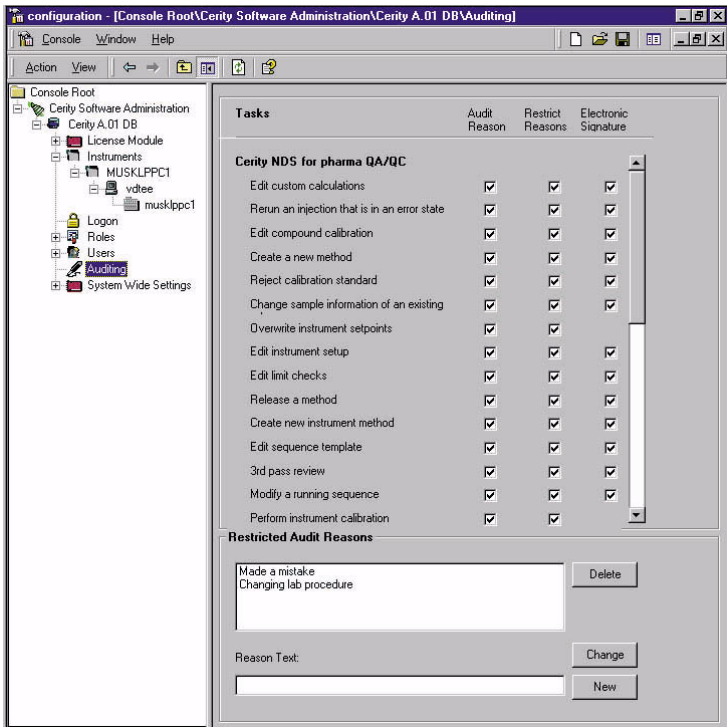 configuration - [Console Root\Cerity Software Administration\Cerity A.01 DB\Auditing]
Console Window Help
Action View
Console Root
Cerity Software Administration
Cerity A.01 DB
License Module
Instruments
MUSKLPPC1
vdtee
musklppc1
Logon
Roles
Users
Auditing
System Wide Settings
Tasks
Audit Reason
Restrict Reasons
Electronic Signature
Cerity NDS for pharma QA/QC
Edit custom calculations
Rerun an injection that is in an error state
Edit compound calibration
Create a new method
Reject calibration standard
Change sample information of an existing
Overwrite instrument setpoints
Edit instrument setup
Edit limit checks
Release a method
Create new instrument method
Edit sequence template
3rd pass review
Modify a running sequence
Perform instrument calibration
Restricted Audit Reasons
Made a mistake
Changing lab procedure
Delete
Reason Text:
Change
New